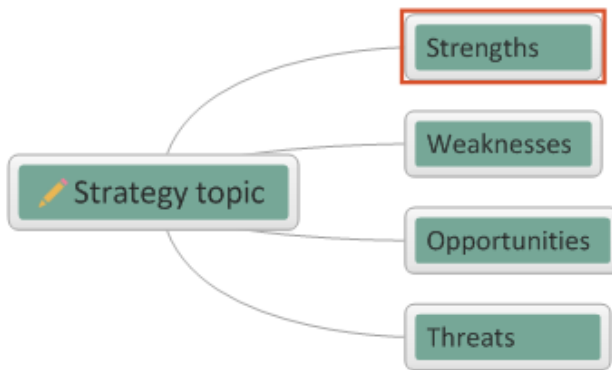 Strengths
Weaknesses
Strategy topic
Opportunities
Threats